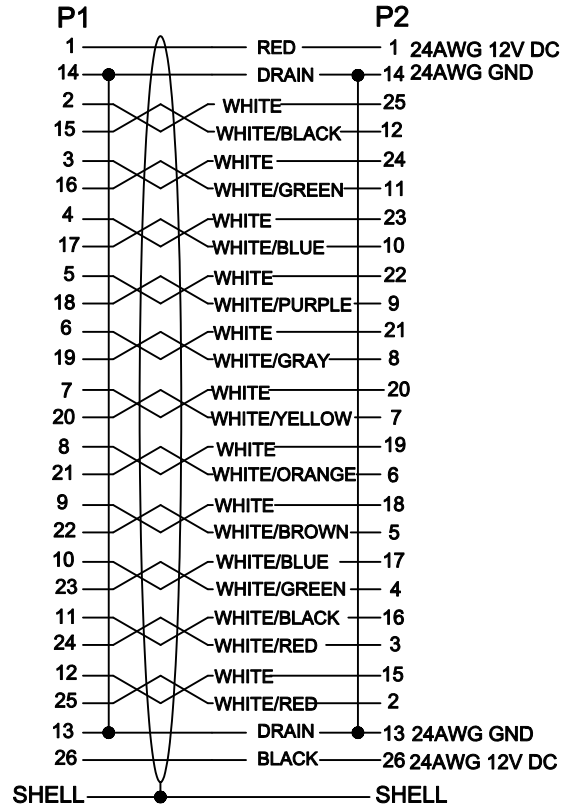 P1 P2
1 RED 1 24AWG 12V DC
14 DRAIN 14 24AWG GND
2 WHITE 25
15 WHITE/BLACK 12
3 WHITE 24
16 WHITE/GREEN 11
4 WHITE 23
17 WHITE/BLUE 10
5 WHITE 22
18 WHITE/PURPLE 9
6 WHITE 21
19 WHITE/GRAY 8
7 WHITE 20
20 WHITE/YELLOW 7
8 WHITE 19
21 WHITE/ORANGE 6
9 WHITE 18
22 WHITE/BROWN 5
10 WHITE/BLUE 17
23 WHITE/GREEN 4
11 WHITE/BLACK 16
24 WHITE/RED 3
12 WHITE 15
25 WHITE/RED 2
13 DRAIN 13 24AWG GND
26 BLACK 26 24AWG 12V DC
SHELL SHELL